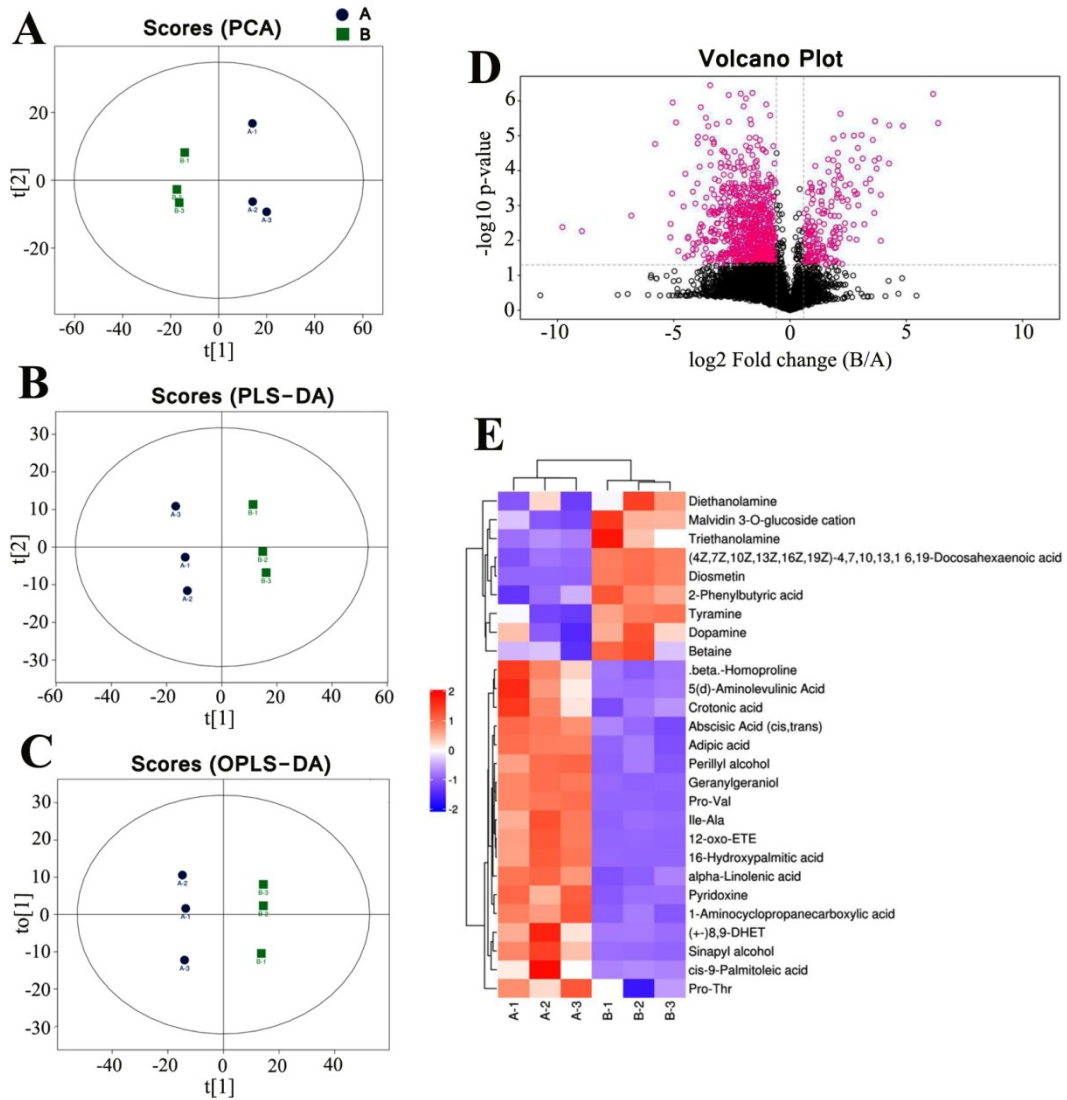 A
Scores (PCA)
A
B
20
0
-20
t[2]
A-1
A-2
A-3
B-1
B-3
-60
-40
-20
0
20
40
60
t[1]
B
Scores (PLS-DA)
30
20
10
0
-10
-20
-30
t[2]
A-3
A-1
A-2
B-1
B-2
B-3
-60
-40
-20
0
20
40
60
t[1]
C
Scores (OPLS-DA)
30
20
10
0
-10
-20
-30
to[1]
A-2
A-1
A-3
B-3
B-2
B-1
-40
-20
0
20
40
t[1]
D
Volcano Plot
6
5
4
3
2
1
0
-log10 p-value
-10
-5
0
5
10
log2 Fold change (B/A)
E
Diethanolamine
Malvidin 3-O-glucoside cation
Triethanolamine
(4Z,7Z,10Z,13Z,16Z,19Z)-4,7,10,13,1 6,19-Docosahexaenoic acid
Diosmetin
2-Phenylbutyric acid
Tyramine
Dopamine
Betaine
.beta.-Homoproline
5(d)-Aminolevulinic Acid
Crotonic acid
Abscisic Acid (cis,trans)
Adipic acid
Perillyl alcohol
Geranylgeraniol
Pro-Val
Ile-Ala
12-oxo-ETE
16-Hydroxypalmitic acid
alpha-Linolenic acid
Pyridoxine
1-Aminocyclopropanecarboxylic acid
(+-)8,9-DHET
Sinapyl alcohol
cis-9-Palmitoleic acid
Pro-Thr
2
1
0
-1
-2
A-1
A-2
A-3
B-1
B-2
B-3